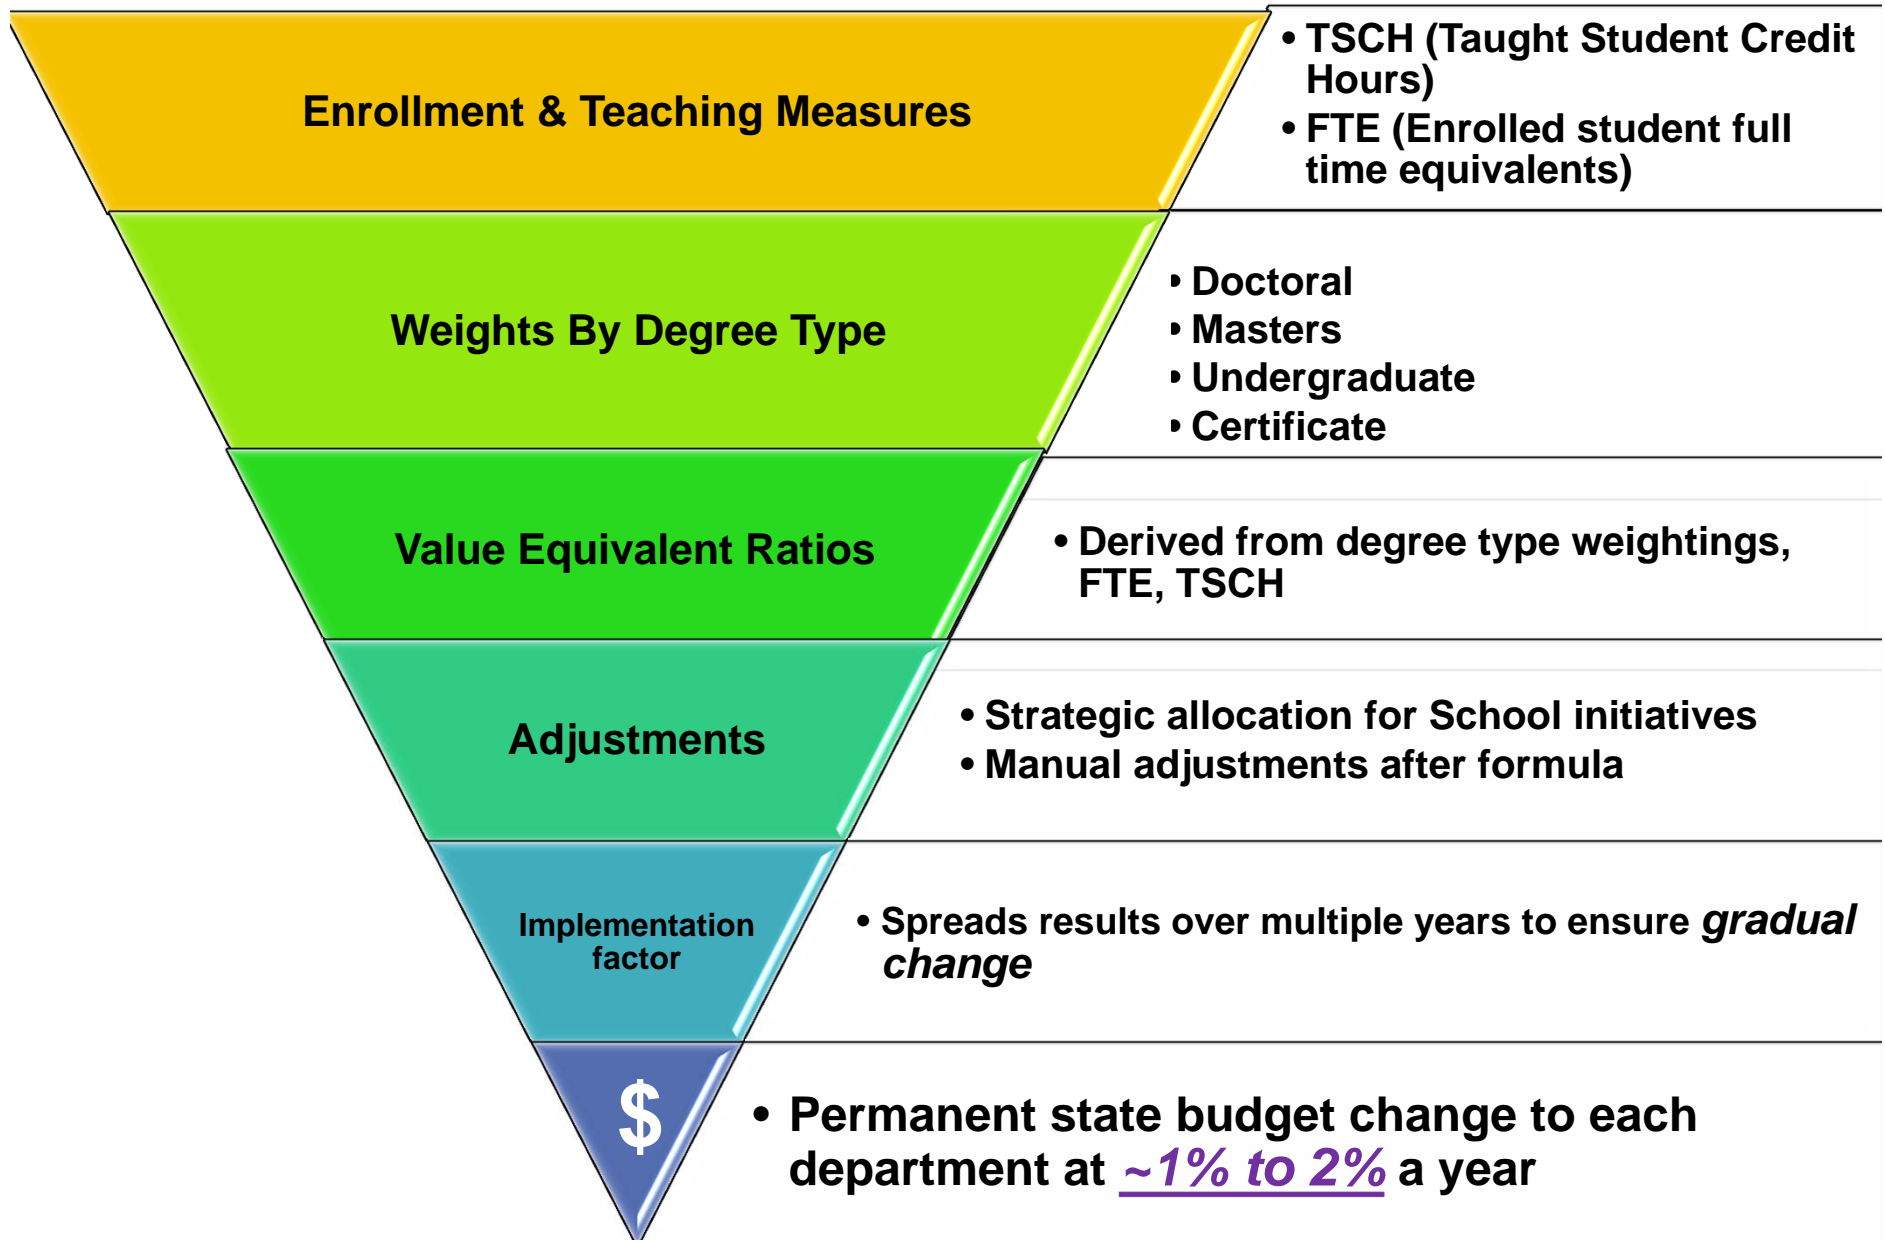 Enrollment & Teaching Measures
• TSCH (Taught Student Credit
Hours)
• FTE (Enrolled student full
time equivalents)
Weights By Degree Type
• Doctoral
• Masters
• Undergraduate
• Certificate
Value Equivalent Ratios
• Derived from degree type weightings,
FTE, TSCH
Adjustments
• Strategic allocation for School initiatives
• Manual adjustments after formula
Implementation
factor
• Spreads results over multiple years to ensure gradual
change
$
• Permanent state budget change to each
department at ~1% to 2% a year